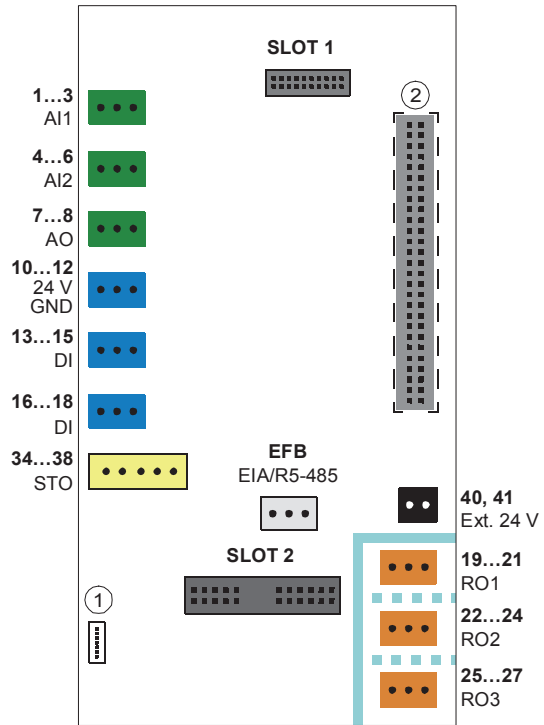 SLOT 1
1...3
AI1
2
4...6
AI2
7...8
AO
10...12
24 V
GND
13...15
DI
16...18
DI
34...38
STO
EFB
EIA/R5-485
40, 41
Ext. 24 V
SLOT 2
19...21
RO1
1
22...24
RO2
25...27
RO3